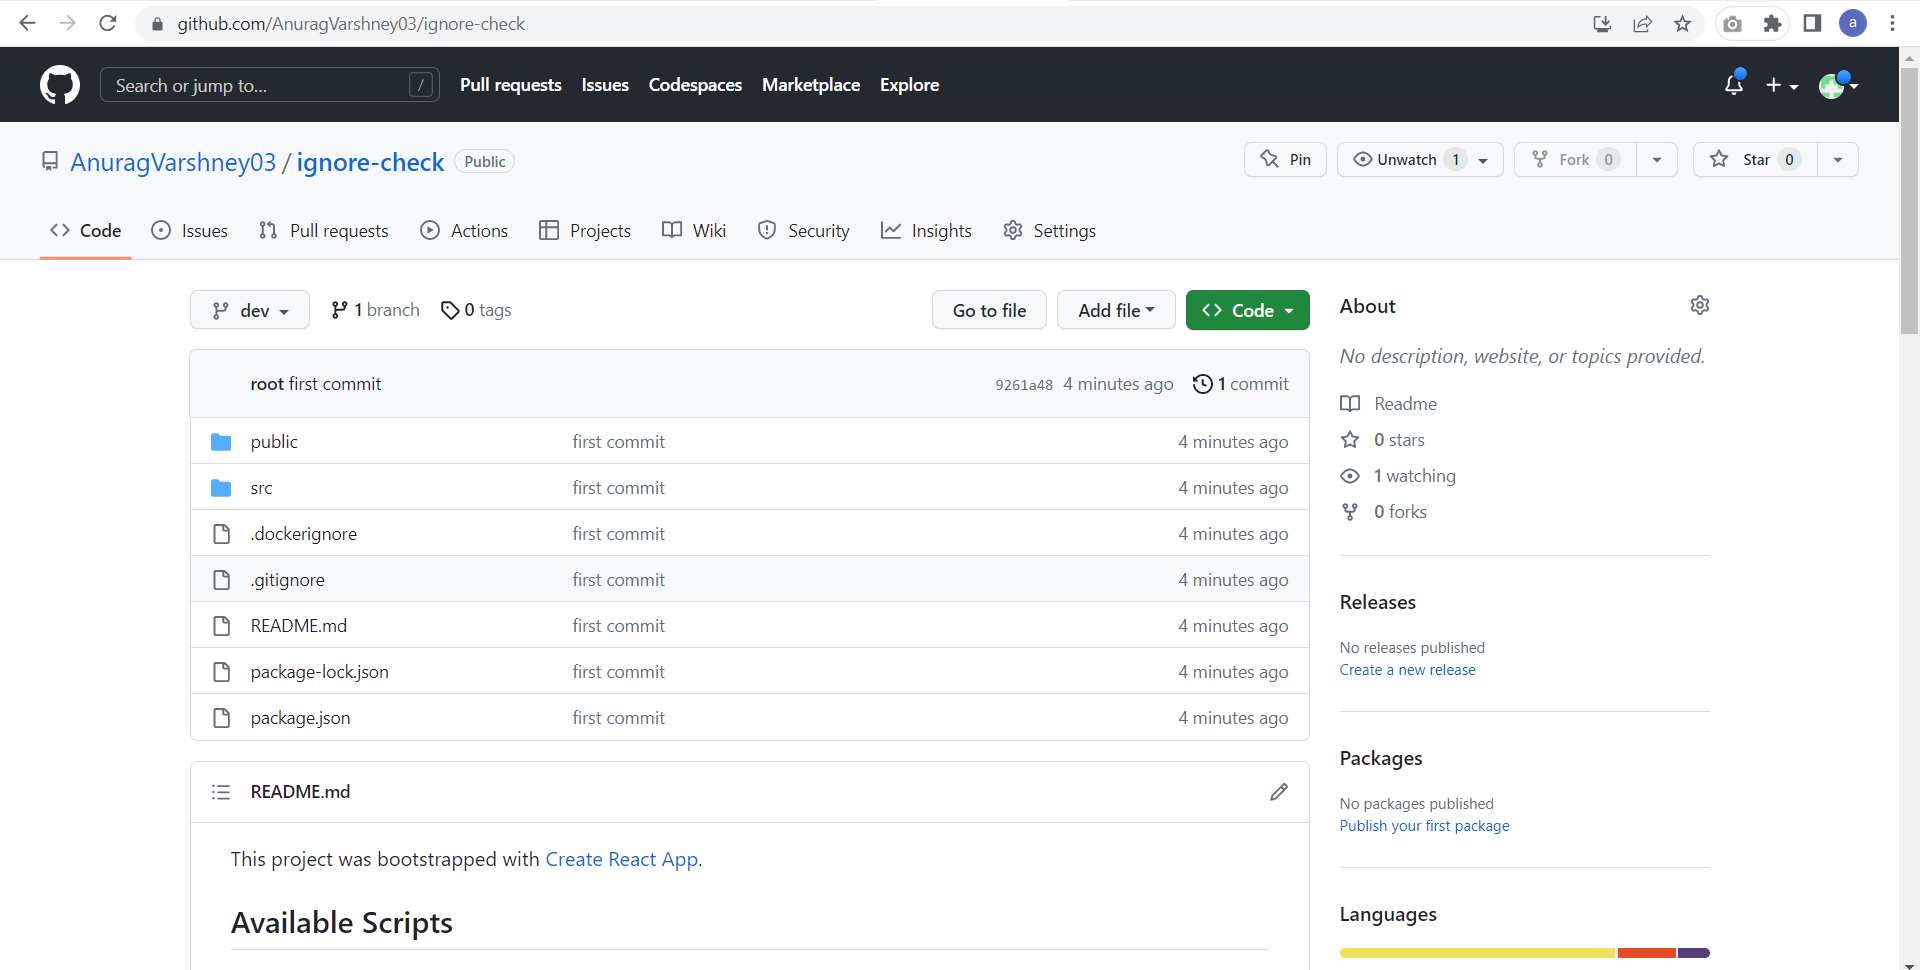 github.com/AnuragVarshney03/ignore-check
a
Search or jump to... /
Pull requests Issues Codespaces Marketplace Explore
AnuragVarshney03 / ignore-check Public
Pin Unwatch 1 Fork 0 Star 0
Code Issues Pull requests Actions Projects Wiki Security Insights Settings
dev 1 branch 0 tags Go to file Add file Code
root first commit 9261a48 4 minutes ago 1 commit
public first commit 4 minutes ago
src first commit 4 minutes ago
.dockerignore first commit 4 minutes ago
.gitignore first commit 4 minutes ago
README.md first commit 4 minutes ago
package-lock.json first commit 4 minutes ago
package.json first commit 4 minutes ago
README.md
This project was bootstrapped with Create React App.
Available Scripts
About
No description, website, or topics provided.
Readme
0 stars
1 watching
0 forks
Releases
No releases published
Create a new release
Packages
No packages published
Publish your first package
Languages